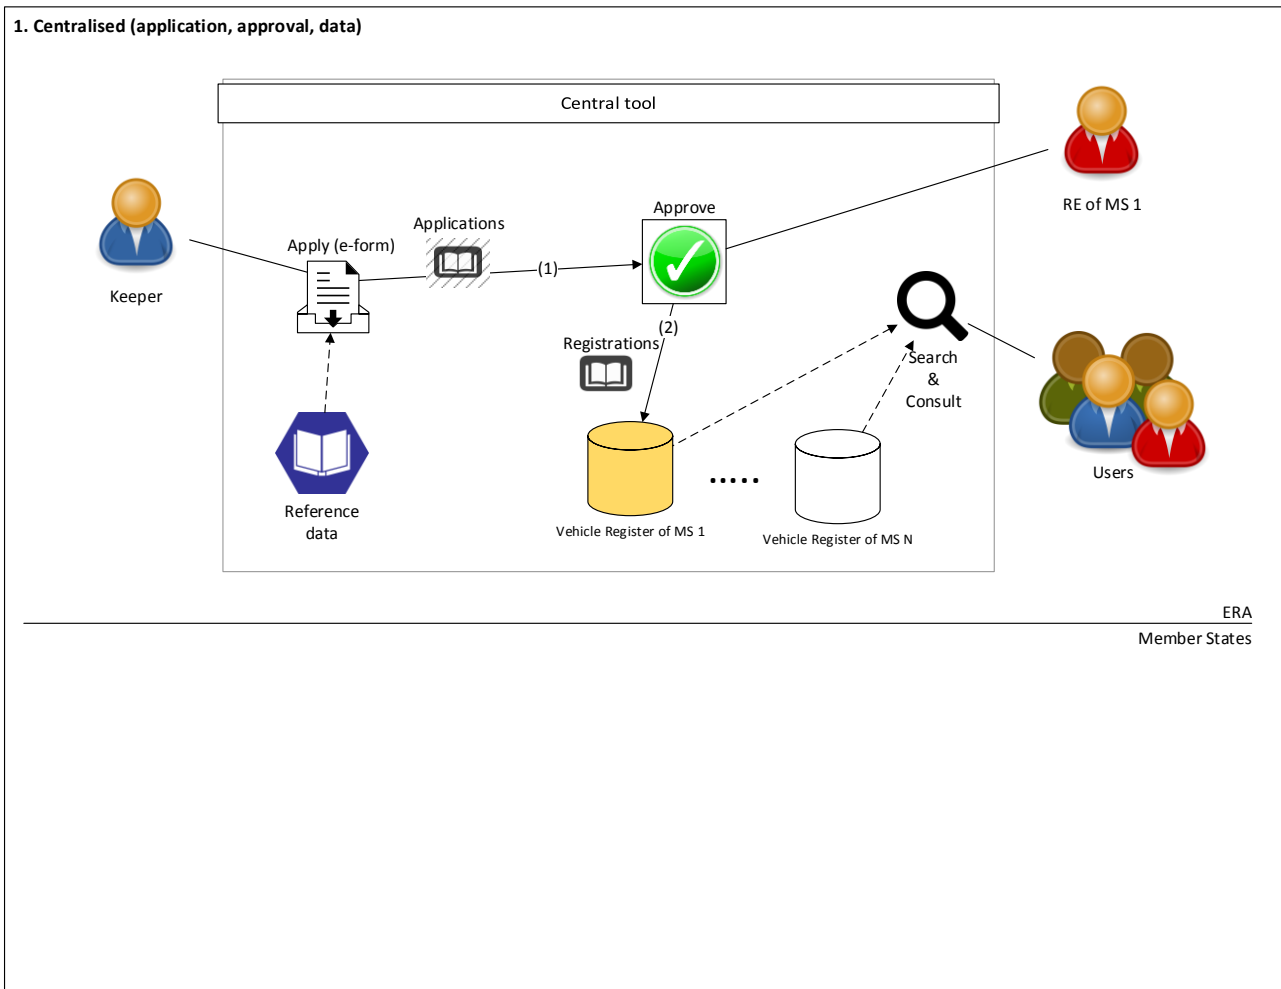 1. Centralised (application, approval, data)
Central tool
Keeper
Apply (e-form)
Applications
(1)
Approve
RE of MS 1
(2)
Registrations
Search
&
Consult
Users
Reference
data
Vehicle Register of MS 1
.....
Vehicle Register of MS N
ERA
Member States